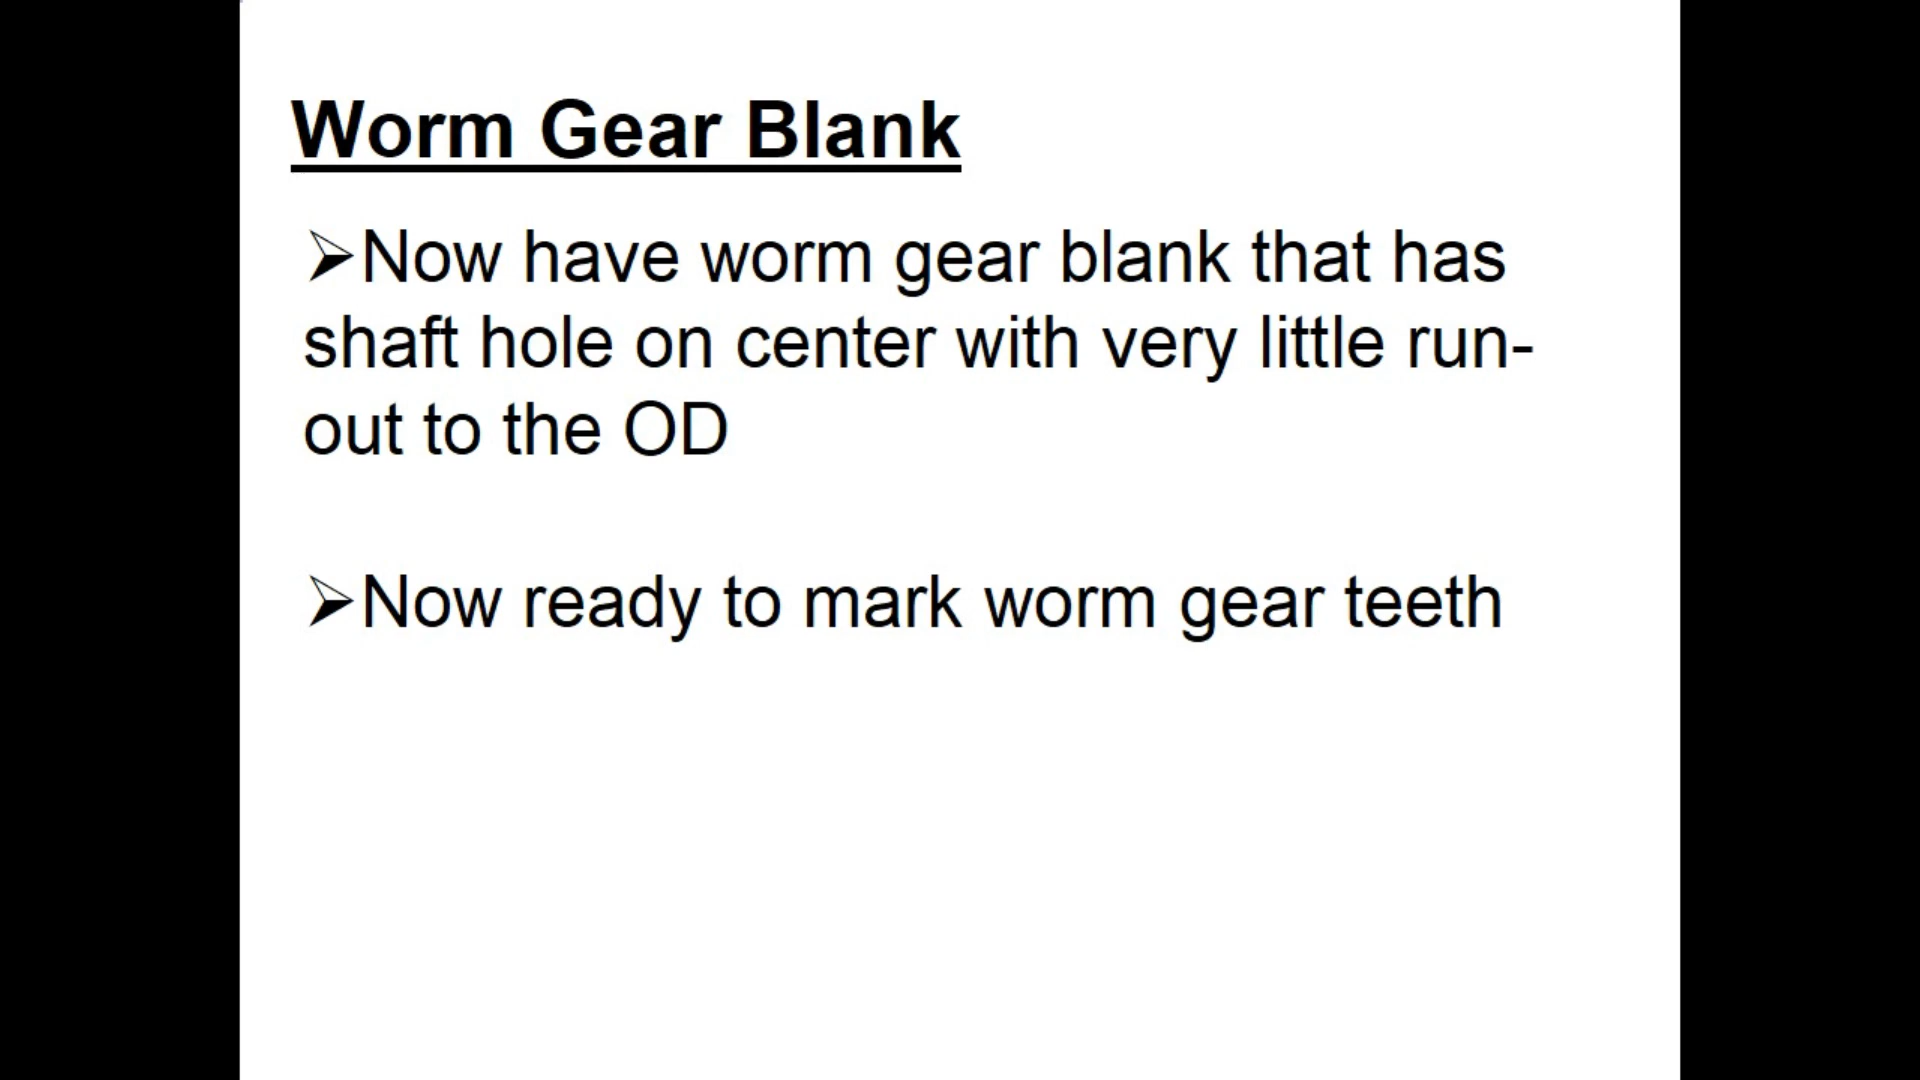 Worm Gear Blank
➢Now have worm gear blank that has
shaft hole on center with very little run-
out to the OD
➢Now ready to mark worm gear teeth